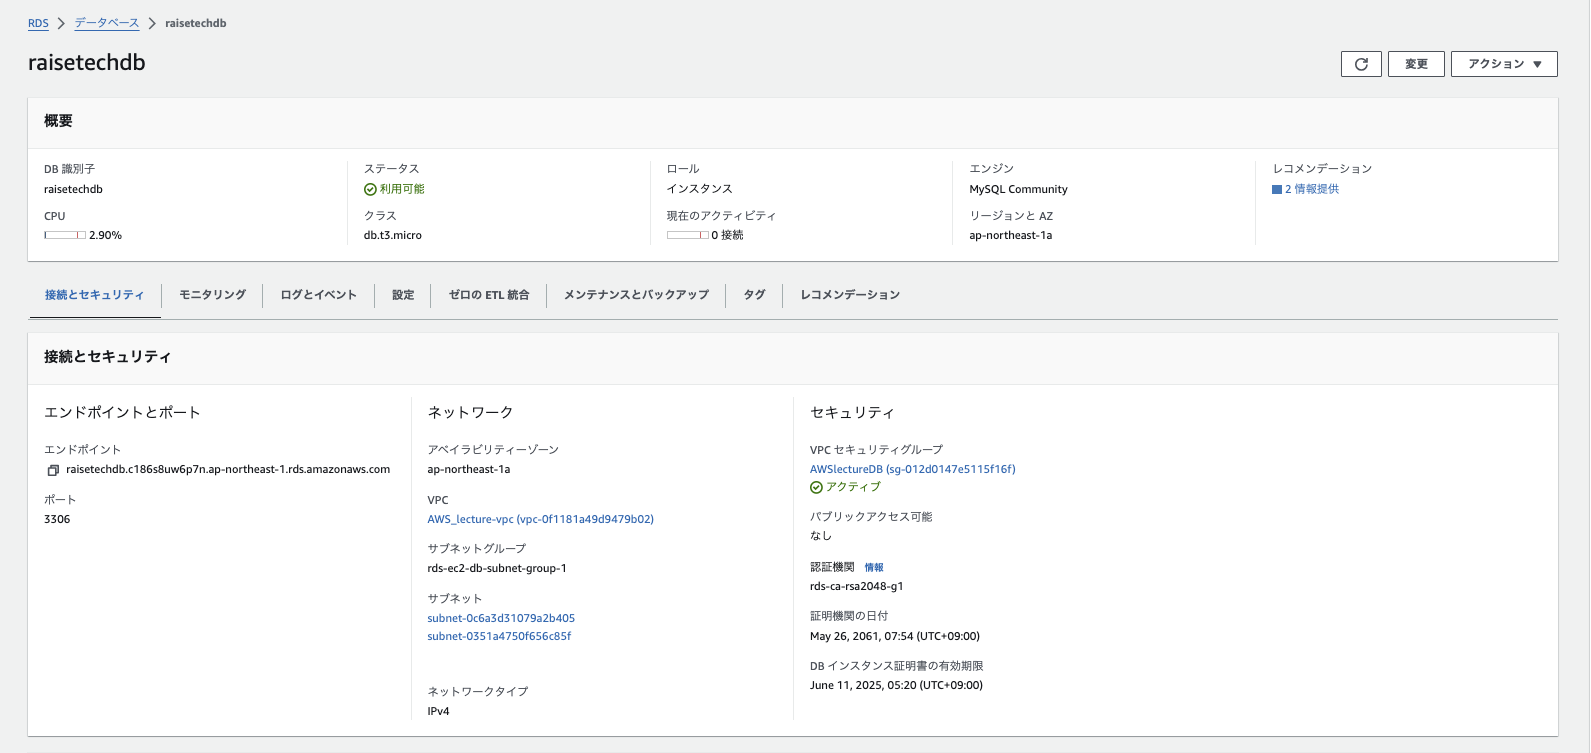 RDS > データベース > raisetechdb
raisetechdb
変更
アクション ▼
概要
DB 識別子
raisetechdb
CPU
2.90%
ステータス
利用可能
クラス
db.t3.micro
ロール
インスタンス
現在のアクティビティ
0 接続
エンジン
MySQL Community
リージョンと AZ
ap-northeast-1a
レコメンデーション
2 情報提供
接続とセキュリティ
モニタリング
ログとイベント
設定
ゼロの ETL 統合
メンテナンスとバックアップ
タグ
レコメンデーション
接続とセキュリティ
エンドポイントとポート
エンドポイント
raisetechdb.c186s8uw6p7n.ap-northeast-1.rds.amazonaws.com
ポート
3306
ネットワーク
アベイラビリティーゾーン
ap-northeast-1a
VPC
AWS_lecture-vpc (vpc-0f1181a49d9479b02)
サブネットグループ
rds-ec2-db-subnet-group-1
サブネット
subnet-0c6a3d31079a2b405
subnet-0351a4750f656c85f
ネットワークタイプ
IPv4
セキュリティ
VPC セキュリティグループ
AWSlectureDB (sg-012d0147e5115f16f)
アクティブ
パブリックアクセス可能
なし
認証機関 情報
rds-ca-rsa2048-g1
証明機関の日付
May 26, 2061, 07:54 (UTC+09:00)
DB インスタンス証明書の有効期限
June 11, 2025, 05:20 (UTC+09:00)